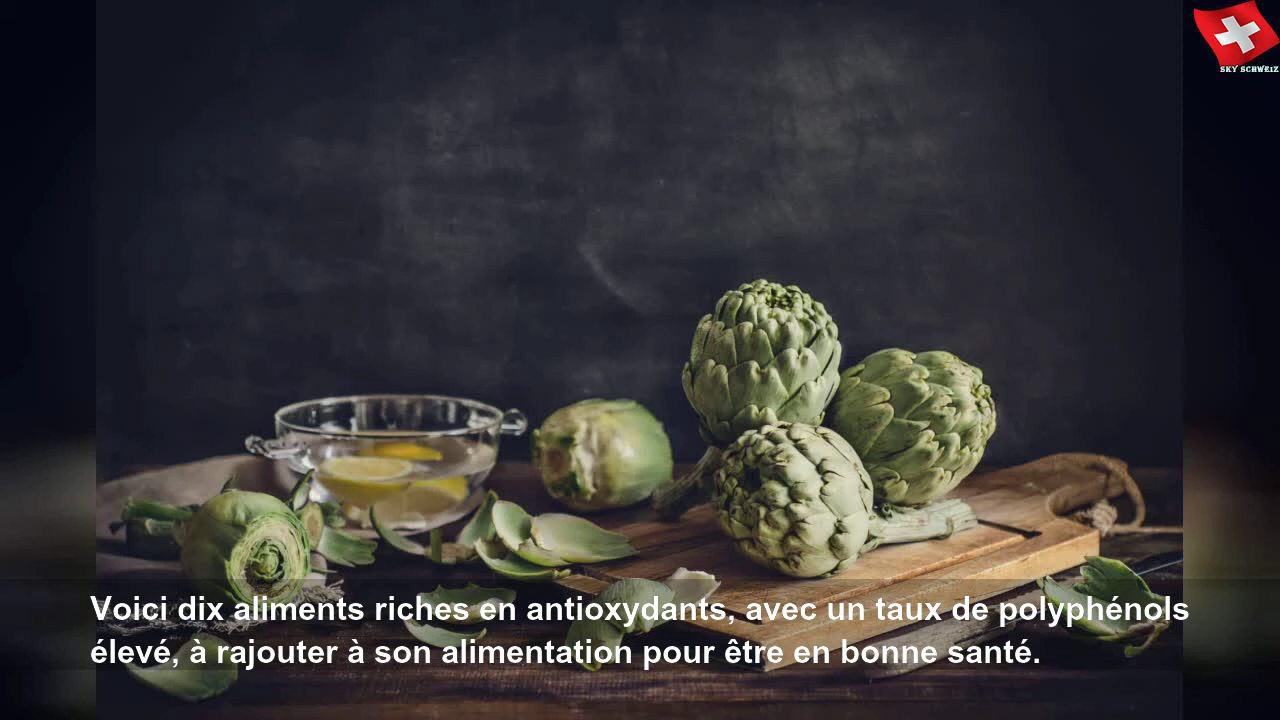 SKY SCHWEIZ
Voici dix aliments riches en antioxydants, avec un taux de polyphénols
élevé, à rajouter à son alimentation pour être en bonne santé.